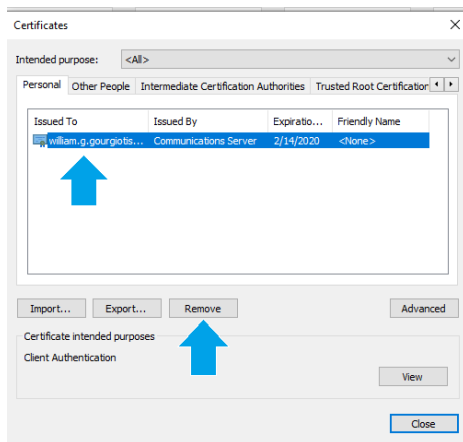 Certificates
Intended purpose: <All>
Personal Other People Intermediate Certification Authorities Trusted Root Certification
Issued To Issued By Expiratio... Friendly Name
william.g.gourgiotis... Communications Server 2/14/2020 <None>
Import... Export... Remove Advanced
Certificate intended purposes
Client Authentication
View
Close